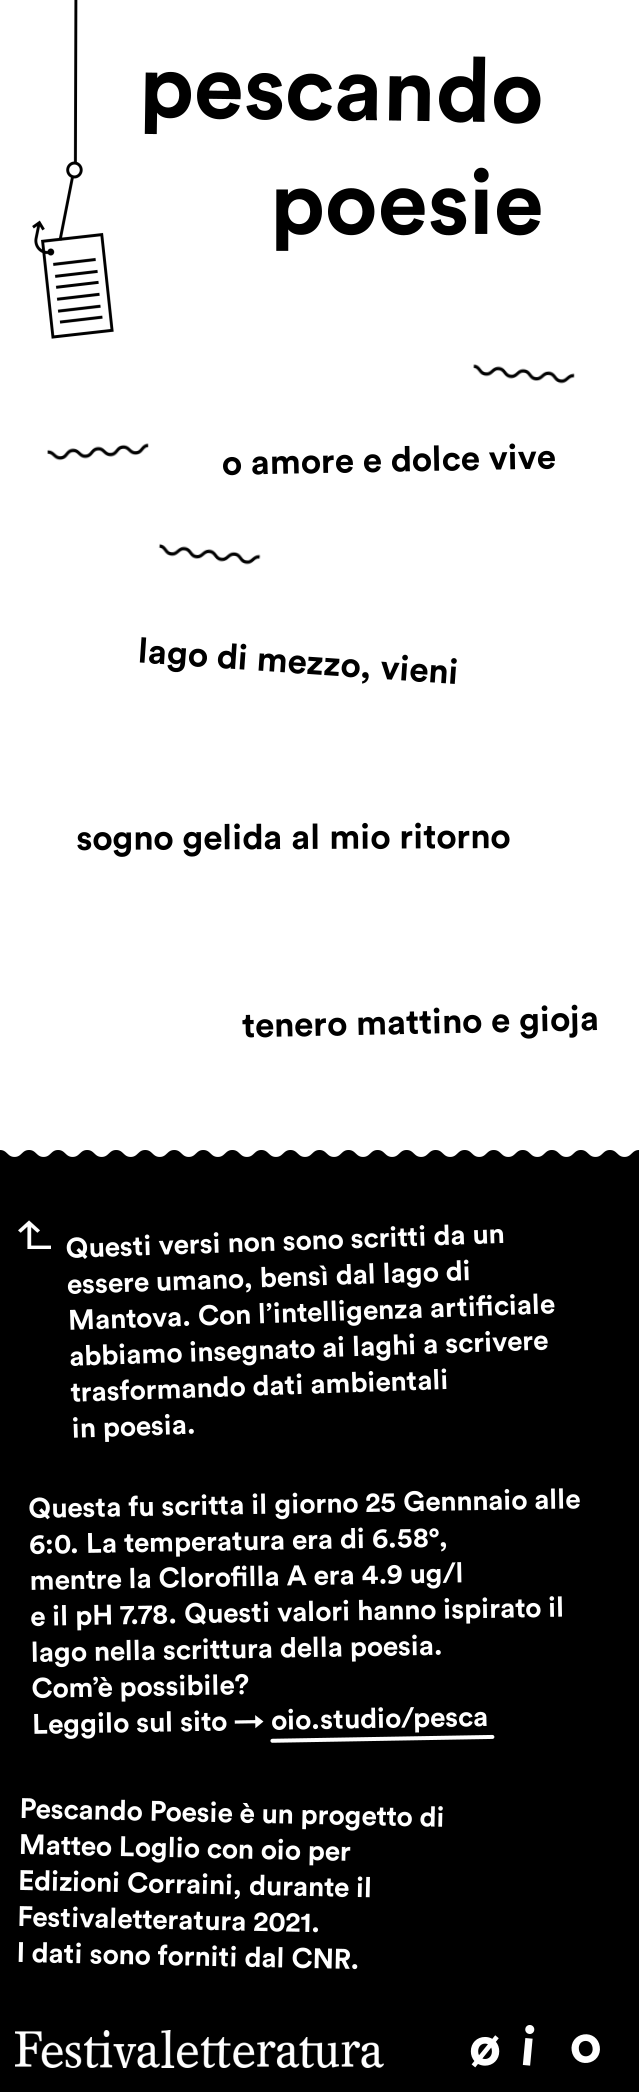 pescando
poesie
o amore e dolce vive
lago di mezzo, vieni
sogno gelida al mio ritorno
tenero mattino e gioja
Questi versi non sono scritti da un
essere umano, bensì dal lago di
Mantova. Con l’intelligenza artificiale
abbiamo insegnato ai laghi a scrivere
trasformando dati ambientali
in poesia.
Questa fu scritta il giorno 25 Gennnaio alle
6:0. La temperatura era di 6.58°,
mentre la Clorofilla A era 4.9 ug/l
e il pH 7.78. Questi valori hanno ispirato il
lago nella scrittura della poesia.
Com’è possibile?
Leggilo sul sito → oio.studio/pesca
Pescando Poesie è un progetto di
Matteo Loglio con oio per
Edizioni Corraini, durante il
Festivaletteratura 2021.
I dati sono forniti dal CNR.
Festivaletteratura øio